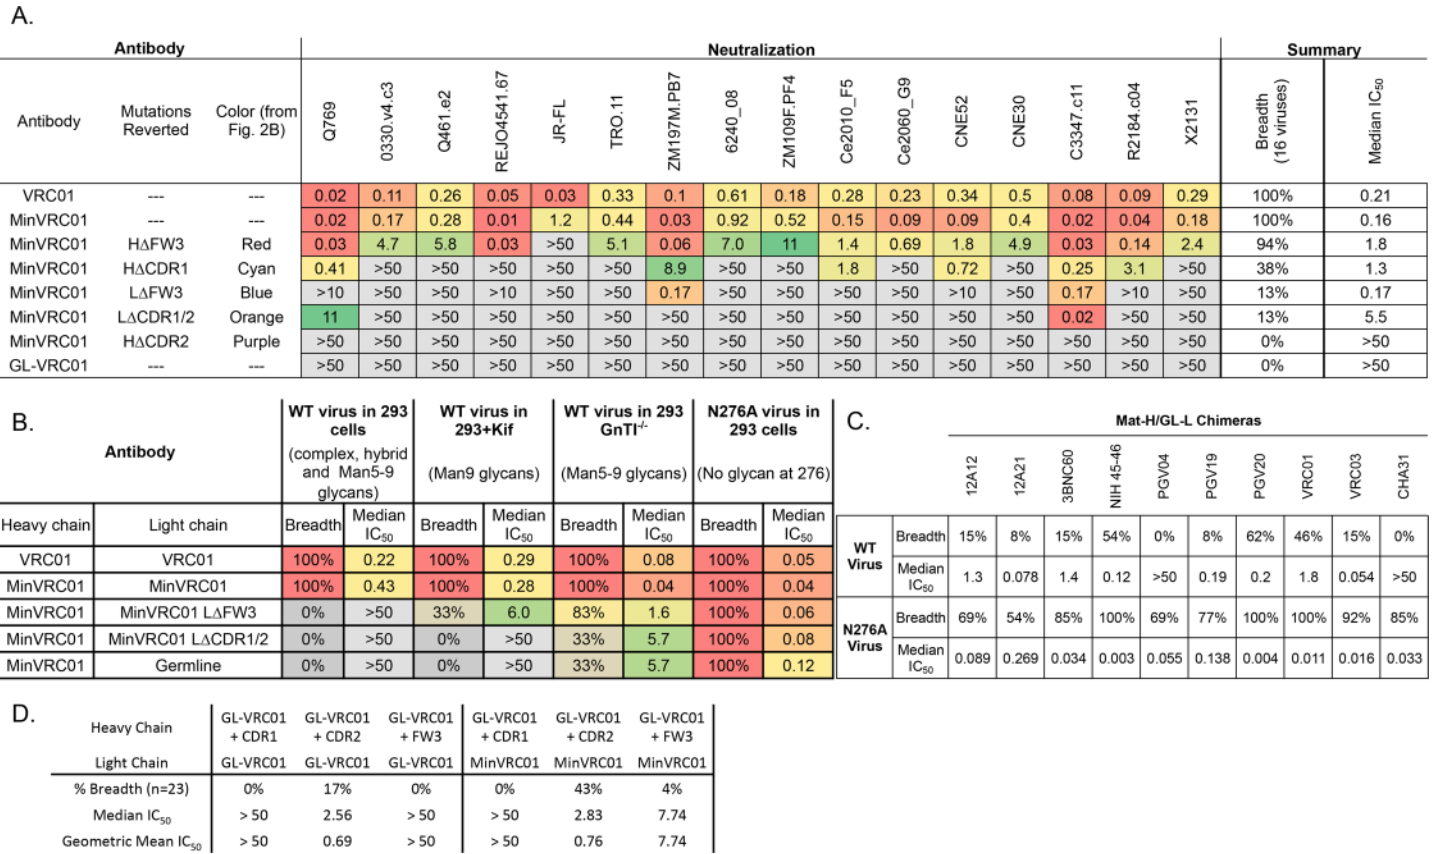 A.
Antibody Neutralization Summary
Antibody Mutations Reverted Color (from Fig. 2B) Q769 0330.v4.c3 Q461.e2 REJO4541.67 JR-FL TRO.11 ZM197M.PB7 6240_08 ZM109F.PF4 Ce2010_F5 Ce2060_G9 CNE52 CNE30 C3347.c11 R2184.c04 X2131 Breadth (16 viruses) Median IC50
VRC01 --- --- 0.02 0.11 0.26 0.05 0.03 0.33 0.1 0.61 0.18 0.28 0.23 0.34 0.5 0.08 0.09 0.29 100% 0.21
MinVRC01 --- --- 0.02 0.17 0.28 0.01 1.2 0.44 0.03 0.92 0.52 0.15 0.09 0.09 0.4 0.02 0.04 0.18 100% 0.16
MinVRC01 HΔFW3 Red 0.03 4.7 5.8 0.03 >50 5.1 0.06 7.0 11 1.4 0.69 1.8 4.9 0.03 0.14 2.4 94% 1.8
MinVRC01 HΔCDR1 Cyan 0.41 >50 >50 >50 >50 >50 8.9 >50 >50 1.8 >50 0.72 >50 0.25 3.1 >50 38% 1.3
MinVRC01 LΔFW3 Blue >10 >50 >50 >10 >50 >50 0.17 >50 >50 >50 >50 >10 >50 0.17 >10 >50 13% 0.17
MinVRC01 LΔCDR1/2 Orange 11 >50 >50 >50 >50 >50 >50 >50 >50 >50 >50 >50 >50 0.02 >50 >50 13% 5.5
MinVRC01 HΔCDR2 Purple >50 >50 >50 >50 >50 >50 >50 >50 >50 >50 >50 >50 >50 >50 >50 >50 0% >50
GL-VRC01 --- --- >50 >50 >50 >50 >50 >50 >50 >50 >50 >50 >50 >50 >50 >50 >50 >50 0% >50
B.
Antibody
WT virus in 293 cells
(complex, hybrid and Man5-9 glycans)
WT virus in 293+Kif
(Man9 glycans)
WT virus in 293 GnTI-/-
(Man5-9 glycans)
N276A virus in 293 cells
(No glycan at 276)
Heavy chain Light chain Breadth Median IC50 Breadth Median IC50 Breadth Median IC50 Breadth Median IC50
VRC01 VRC01 100% 0.22 100% 0.29 100% 0.08 100% 0.05
MinVRC01 MinVRC01 100% 0.43 100% 0.28 100% 0.04 100% 0.04
MinVRC01 MinVRC01 LΔFW3 0% >50 33% 6.0 83% 1.6 100% 0.06
MinVRC01 MinVRC01 LΔCDR1/2 0% >50 0% >50 33% 5.7 100% 0.08
MinVRC01 Germline 0% >50 0% >50 33% 5.7 100% 0.12
C.
Mat-H/GL-L Chimeras
12A12 12A21 3BNC60 NIH 45-46 PGV04 PGV19 PGV20 VRC01 VRC03 CHA31
WT Virus
Breadth 15% 8% 15% 54% 0% 8% 62% 46% 15% 0%
Median IC50 1.3 0.078 1.4 0.12 >50 0.19 0.2 1.8 0.054 >50
N276A Virus
Breadth 69% 54% 85% 100% 69% 77% 100% 100% 92% 85%
Median IC50 0.089 0.269 0.034 0.003 0.055 0.138 0.004 0.011 0.016 0.033
D.
Heavy Chain GL-VRC01 + CDR1 GL-VRC01 + CDR2 GL-VRC01 + FW3 GL-VRC01 + CDR1 GL-VRC01 + CDR2 GL-VRC01 + FW3
Light Chain GL-VRC01 GL-VRC01 GL-VRC01 MinVRC01 MinVRC01 MinVRC01
% Breadth (n=23) 0% 17% 0% 0% 43% 4%
Median IC50 > 50 2.56 > 50 > 50 2.83 7.74
Geometric Mean IC50 > 50 0.69 > 50 > 50 0.76 7.74